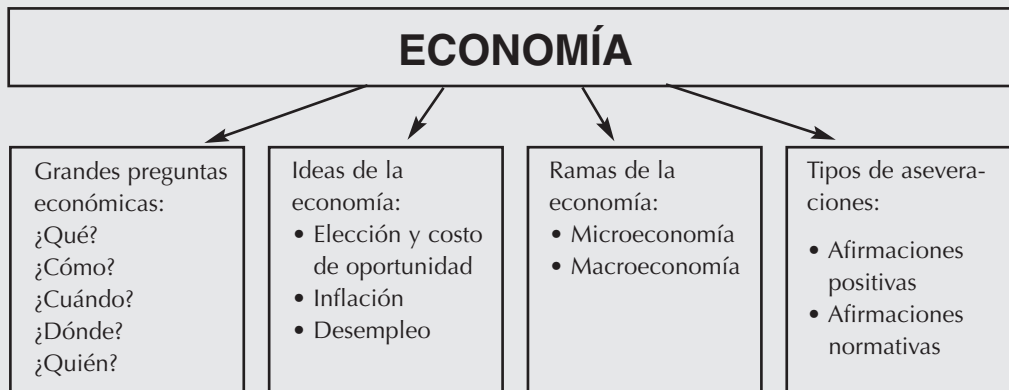 ECONOMÍA
Grandes preguntas
económicas:
¿Qué?
¿Cómo?
¿Cuándo?
¿Dónde?
¿Quién?
Ideas de la
economía:
• Elección y costo
de oportunidad
• Inflación
• Desempleo
Ramas de la
economía:
• Microeconomía
• Macroeconomía
Tipos de asevera-
ciones:
• Afirmaciones
positivas
• Afirmaciones
normativas